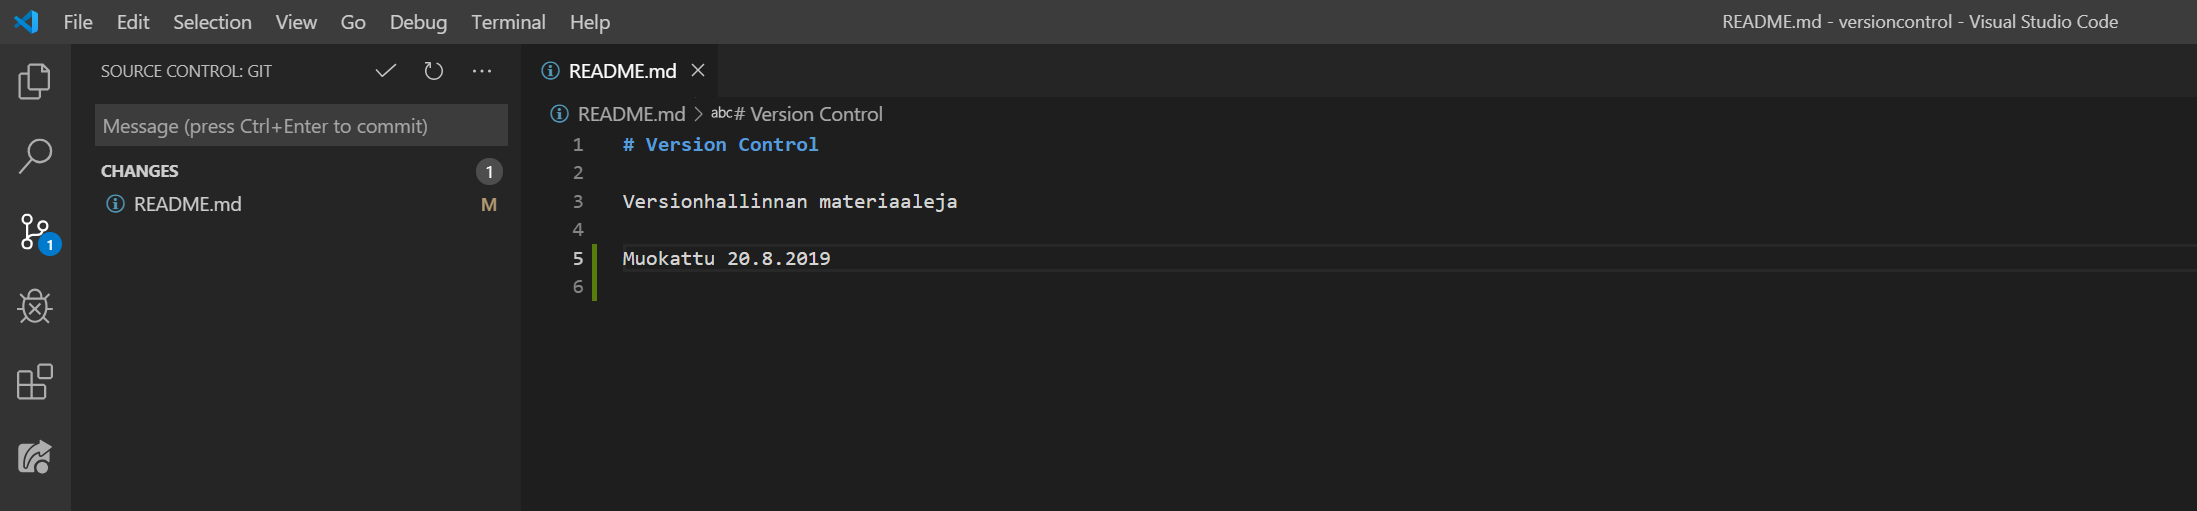 File Edit Selection View Go Debug Terminal Help README.md - versioncontrol - Visual Studio Code
SOURCE CONTROL: GIT
Message (press Ctrl+Enter to commit)
CHANGES 1
README.md M
1
README.md
README.md > abc# Version Control
1 # Version Control
2
3 Versionhallinnan materiaaleja
4
5 Muokattu 20.8.2019
6